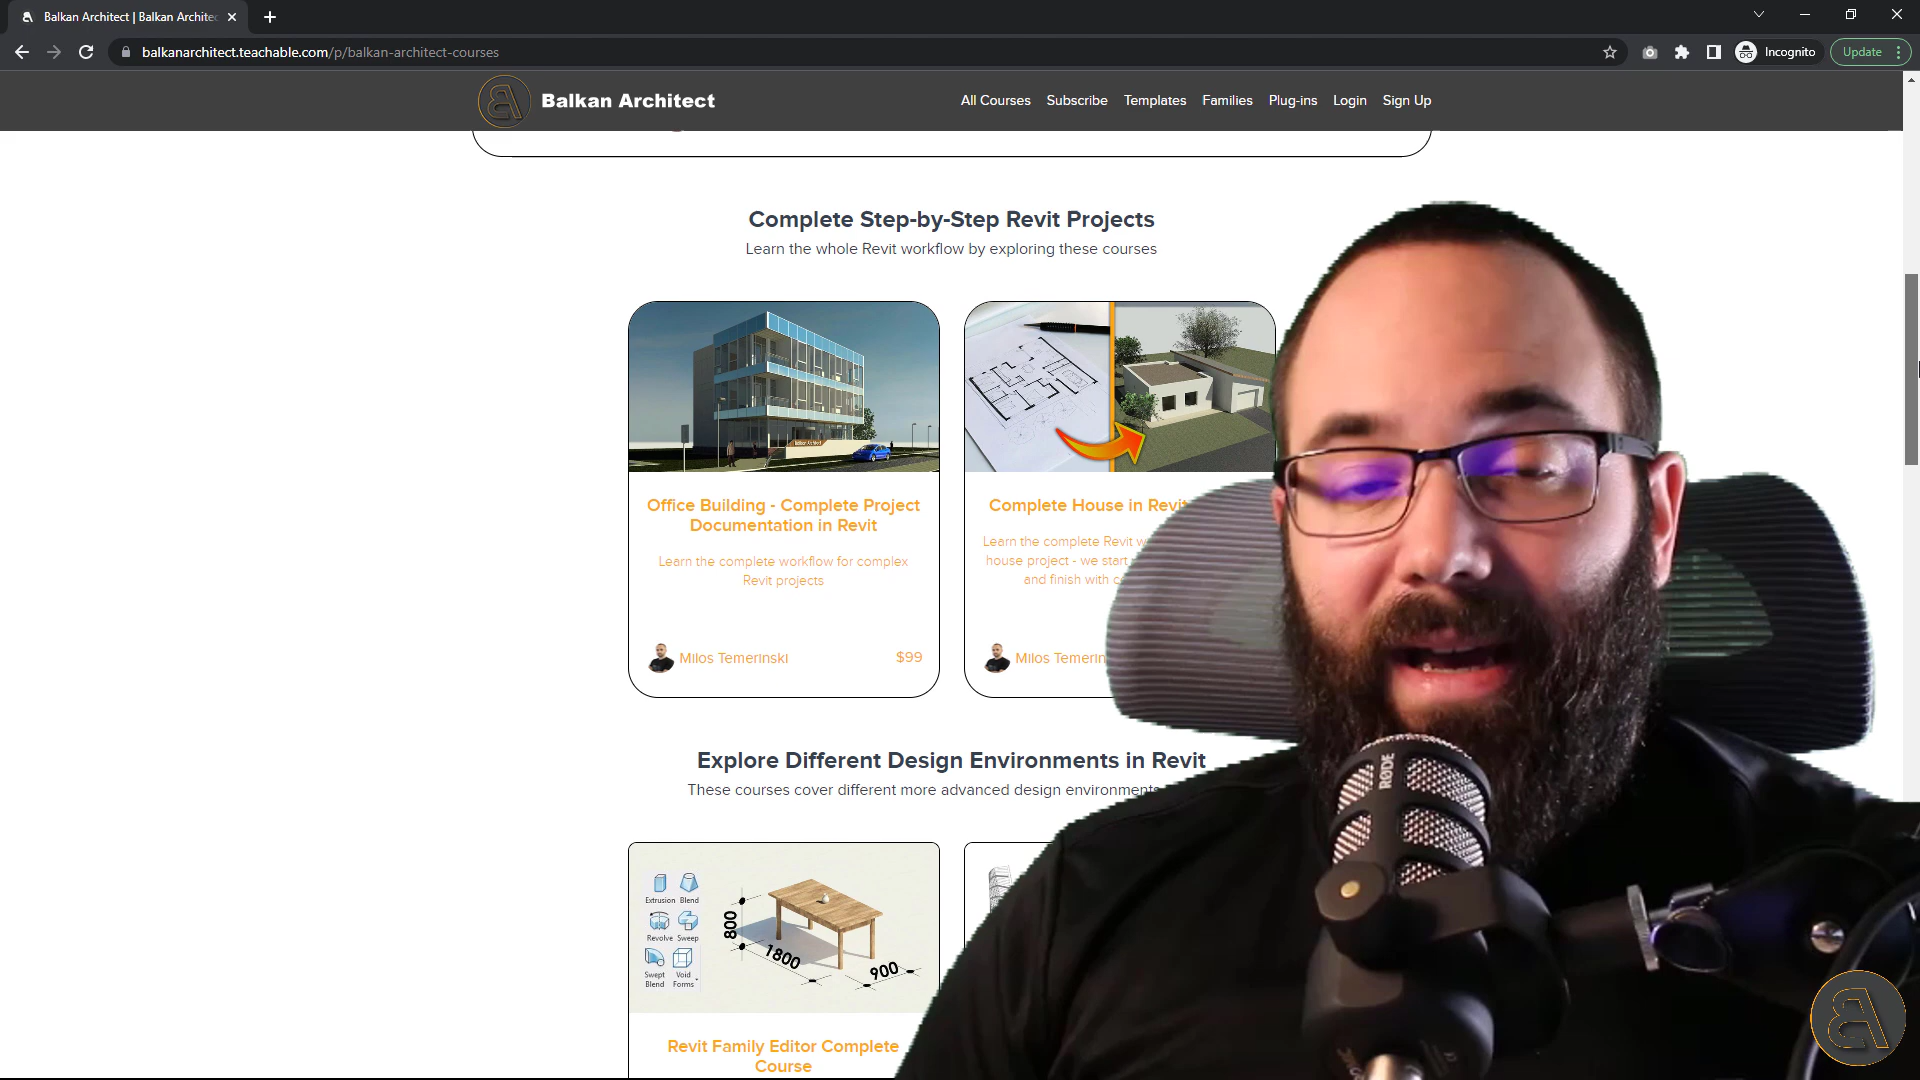 Balkan Architect | Balkan Archite
balkanarchitect.teachable.com/p/balkan-architect-courses
Incognito
Update
Balkan Architect
All Courses
Subscribe
Templates
Families
Plug-ins
Login
Sign Up
Complete Step-by-Step Revit Projects
Learn the whole Revit workflow by exploring these courses
Office Building - Complete Project
Documentation in Revit
Learn the complete workflow for complex
Revit projects
Milos Temerinski
$99
Complete House in Revit
Learn the complete Revit
house project - we start
and finish with
Milos
Explore Different Design Environments in Revit
These courses cover different more advanced design environments
Extrusion Blend
Revolve Sweep
Swept Void
Blend Forms
800
1800
900
Revit Family Editor Complete
Course
RØDE